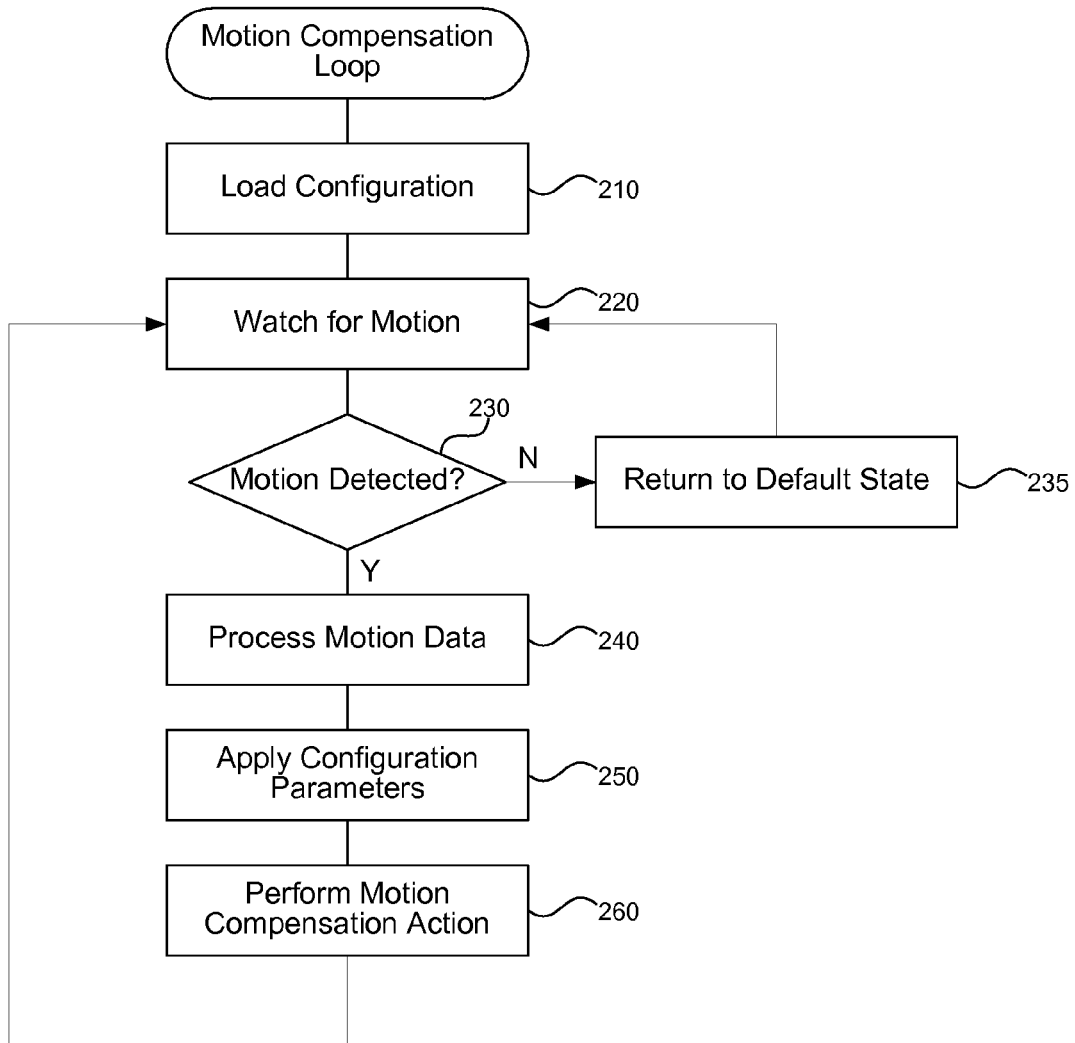 Motion Compensation
Loop
Load Configuration
210
Watch for Motion
220
230
Motion Detected?
N
Return to Default State
235
Y
Process Motion Data
240
Apply Configuration
Parameters
250
Perform Motion
Compensation Action
260